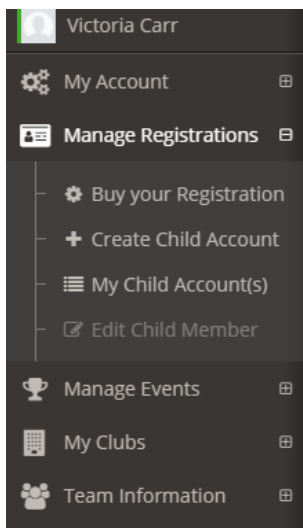 Victoria Carr
My Account
Manage Registrations
Buy your Registration
Create Child Account
My Child Account(s)
Edit Child Member
Manage Events
My Clubs
Team Information